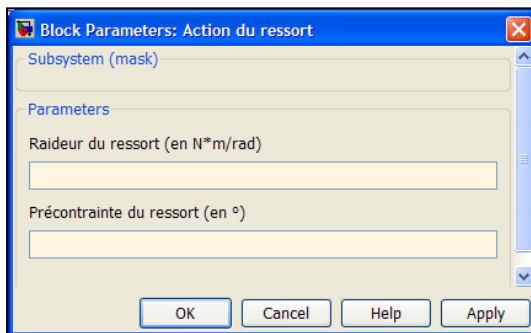 Block Parameters: Action du ressort
Subsystem (mask)
Parameters
Raideur du ressort (en N*m/rad)
Précontrainte du ressort (en °)
OK Cancel Help Apply